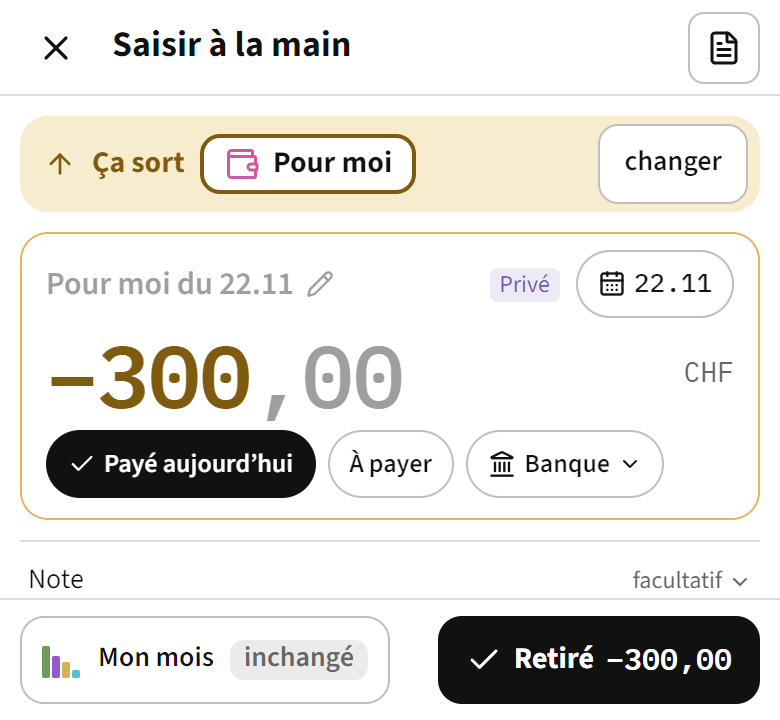 Saisir à la main
Ça sort Pour moi changer
Pour moi du 22.11 Privé 22.11
−300,00 CHF
Payé aujourd’hui À payer Banque
Note facultatif
Mon mois inchangé Retiré −300,00